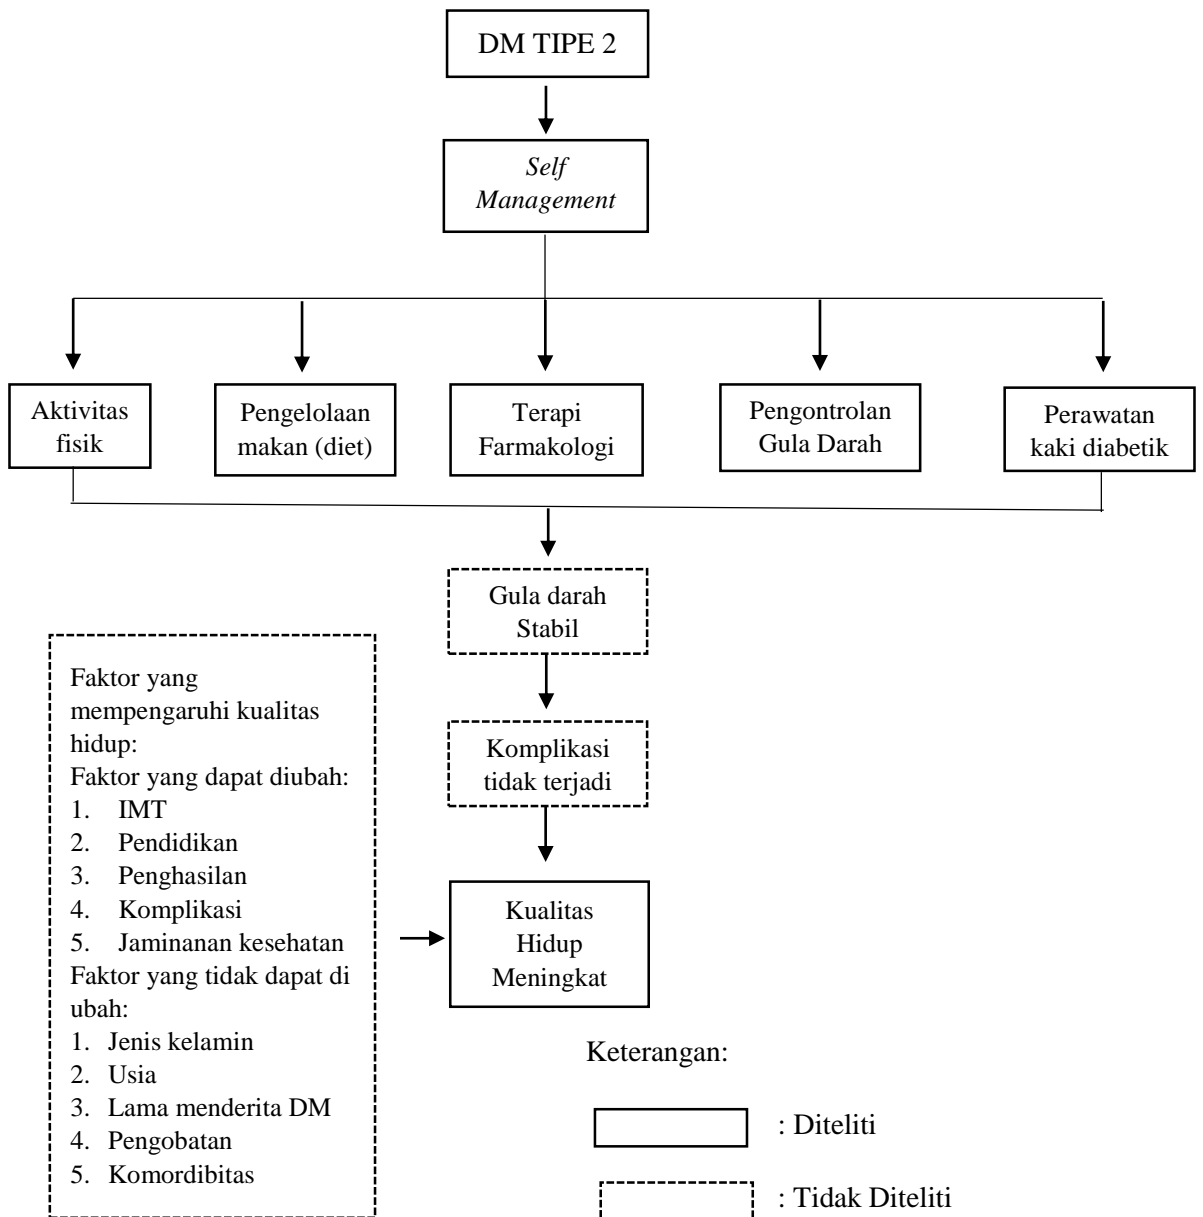 DM TIPE 2
Self
Management
Aktivitas
fisik
Pengelolaan
makan (diet)
Terapi
Farmakologi
Pengontrolan
Gula Darah
Perawatan
kaki diabetik
Gula darah
Stabil
Komplikasi
tidak terjadi
Faktor yang
mempengaruhi kualitas
hidup:
Faktor yang dapat diubah:
1. IMT
2. Pendidikan
3. Penghasilan
4. Komplikasi
5. Jaminanan kesehatan
Faktor yang tidak dapat di
ubah:
1. Jenis kelamin
2. Usia
3. Lama menderita DM
4. Pengobatan
5. Komordibitas
Kualitas
Hidup
Meningkat
Keterangan:
: Diteliti
: Tidak Diteliti